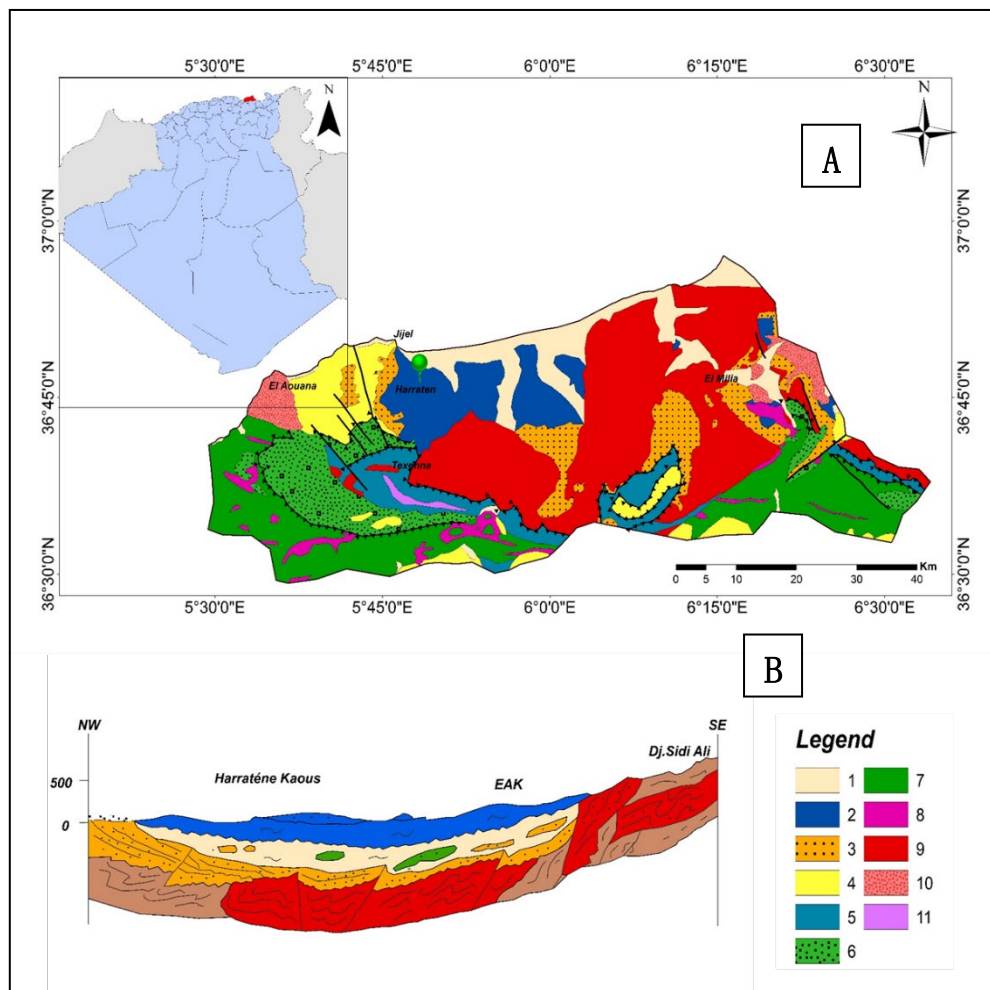 5°30'0"E 5°45'0"E 6°0'0"E 6°15'0"E 6°30'0"E
N
N
A
37°0'0"N
37°0'0"N
Jijel
El Aouana
Harraten
El Milia
36°45'0"N
36°45'0"N
Texenna
36°30'0"N
36°30'0"N
0 5 10 20 30 40 Km
5°30'0"E 5°45'0"E 6°0'0"E 6°15'0"E 6°30'0"E
B
NW
SE
Dj.Sidi Ali
500
Harraténe Kaous
EAK
0
Legend
1 7
2 8
3 9
4 10
5 11
6